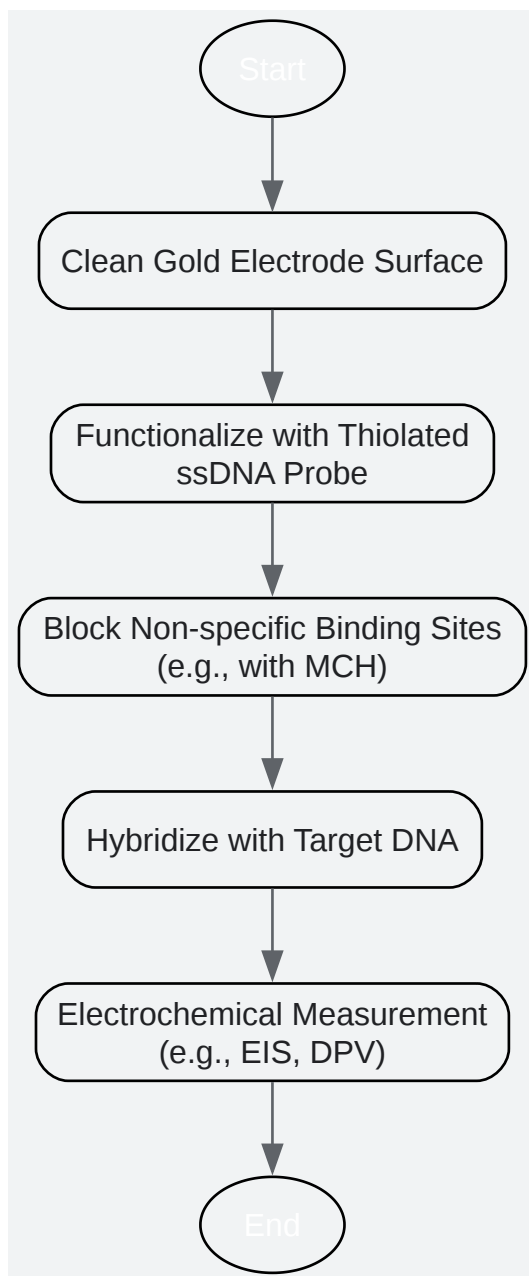 Start
Clean Gold Electrode Surface
Functionalize with Thiolated
ssDNA Probe
Block Non-specific Binding Sites
(e.g., with MCH)
Hybridize with Target DNA
Electrochemical Measurement
(e.g., EIS, DPV)
End